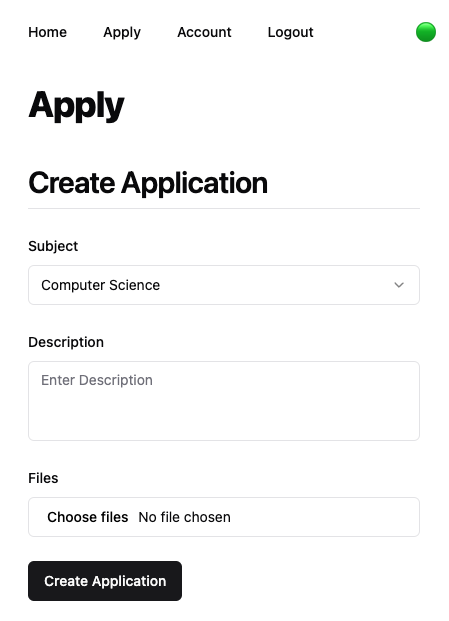 Home Apply Account Logout
Apply
Create Application
Subject
Computer Science
Description
Enter Description
Files
Choose files No file chosen
Create Application